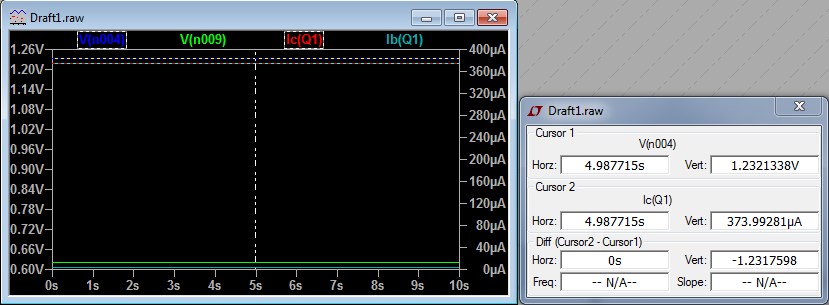 Draft1.raw
V(n004) V(n009) Ic(Q1) Ib(Q1)
1.26V 400µA
1.20V 360µA
1.14V 320µA
1.08V 280µA
1.02V 240µA
0.96V 200µA
0.90V 160µA
0.84V 120µA
0.78V
0.72V 80µA
0.66V 40µA
0.60V 0µA
0s 1s 2s 3s 4s 5s 6s 7s 8s 9s 10s
Draft1.raw
Cursor 1
V(n004)
Horz: 4.987715s Vert: 1.2321338V
Cursor 2
Ic(Q1)
Horz: 4.987715s Vert: 373.99281µA
Diff (Cursor2 - Cursor1)
Horz: 0s Vert: -1.2317598
Freq: -- N/A-- Slope: -- N/A--